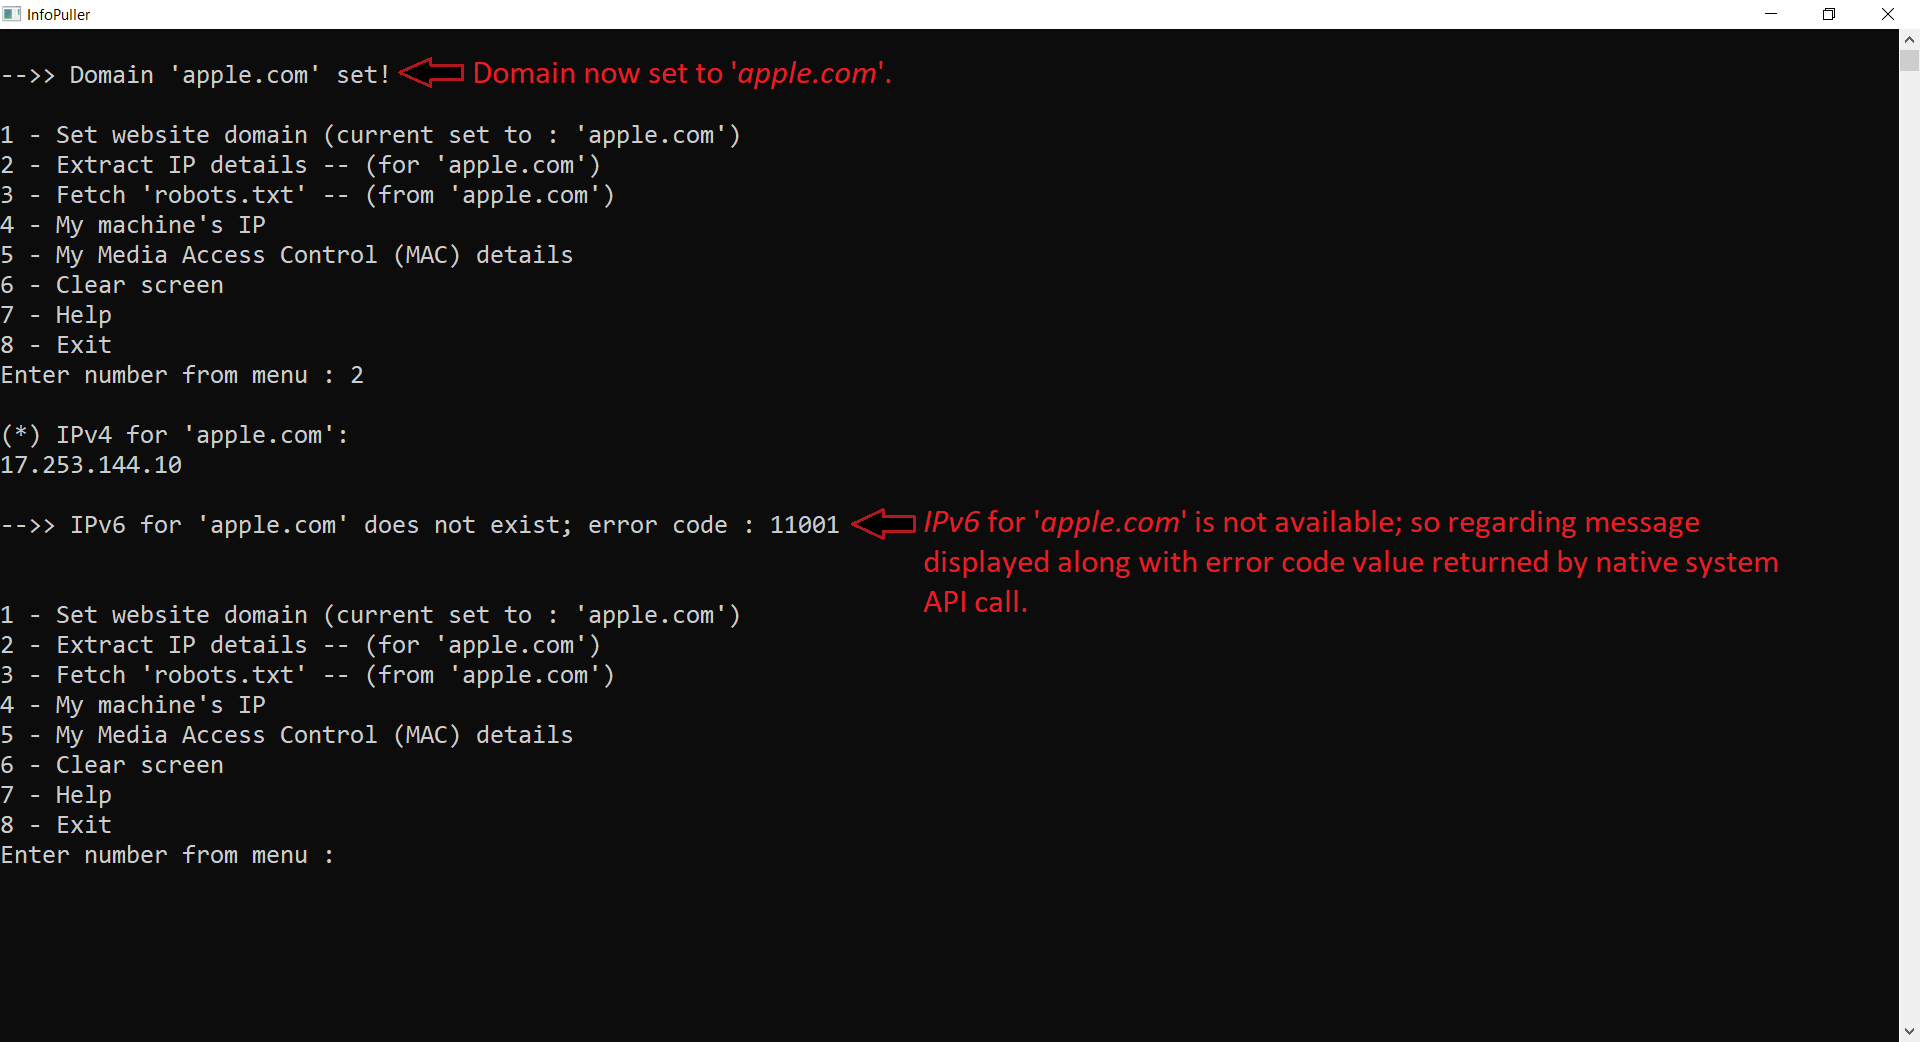 InfoPuller
-->> Domain 'apple.com' set! Domain now set to 'apple.com'.
1 - Set website domain (current set to : 'apple.com')
2 - Extract IP details -- (for 'apple.com')
3 - Fetch 'robots.txt' -- (from 'apple.com')
4 - My machine's IP
5 - My Media Access Control (MAC) details
6 - Clear screen
7 - Help
8 - Exit
Enter number from menu : 2
(*) IPv4 for 'apple.com':
17.253.144.10
-->> IPv6 for 'apple.com' does not exist; error code : 11001
IPv6 for 'apple.com' is not available; so regarding message
displayed along with error code value returned by native system
API call.
1 - Set website domain (current set to : 'apple.com')
2 - Extract IP details -- (for 'apple.com')
3 - Fetch 'robots.txt' -- (from 'apple.com')
4 - My machine's IP
5 - My Media Access Control (MAC) details
6 - Clear screen
7 - Help
8 - Exit
Enter number from menu :